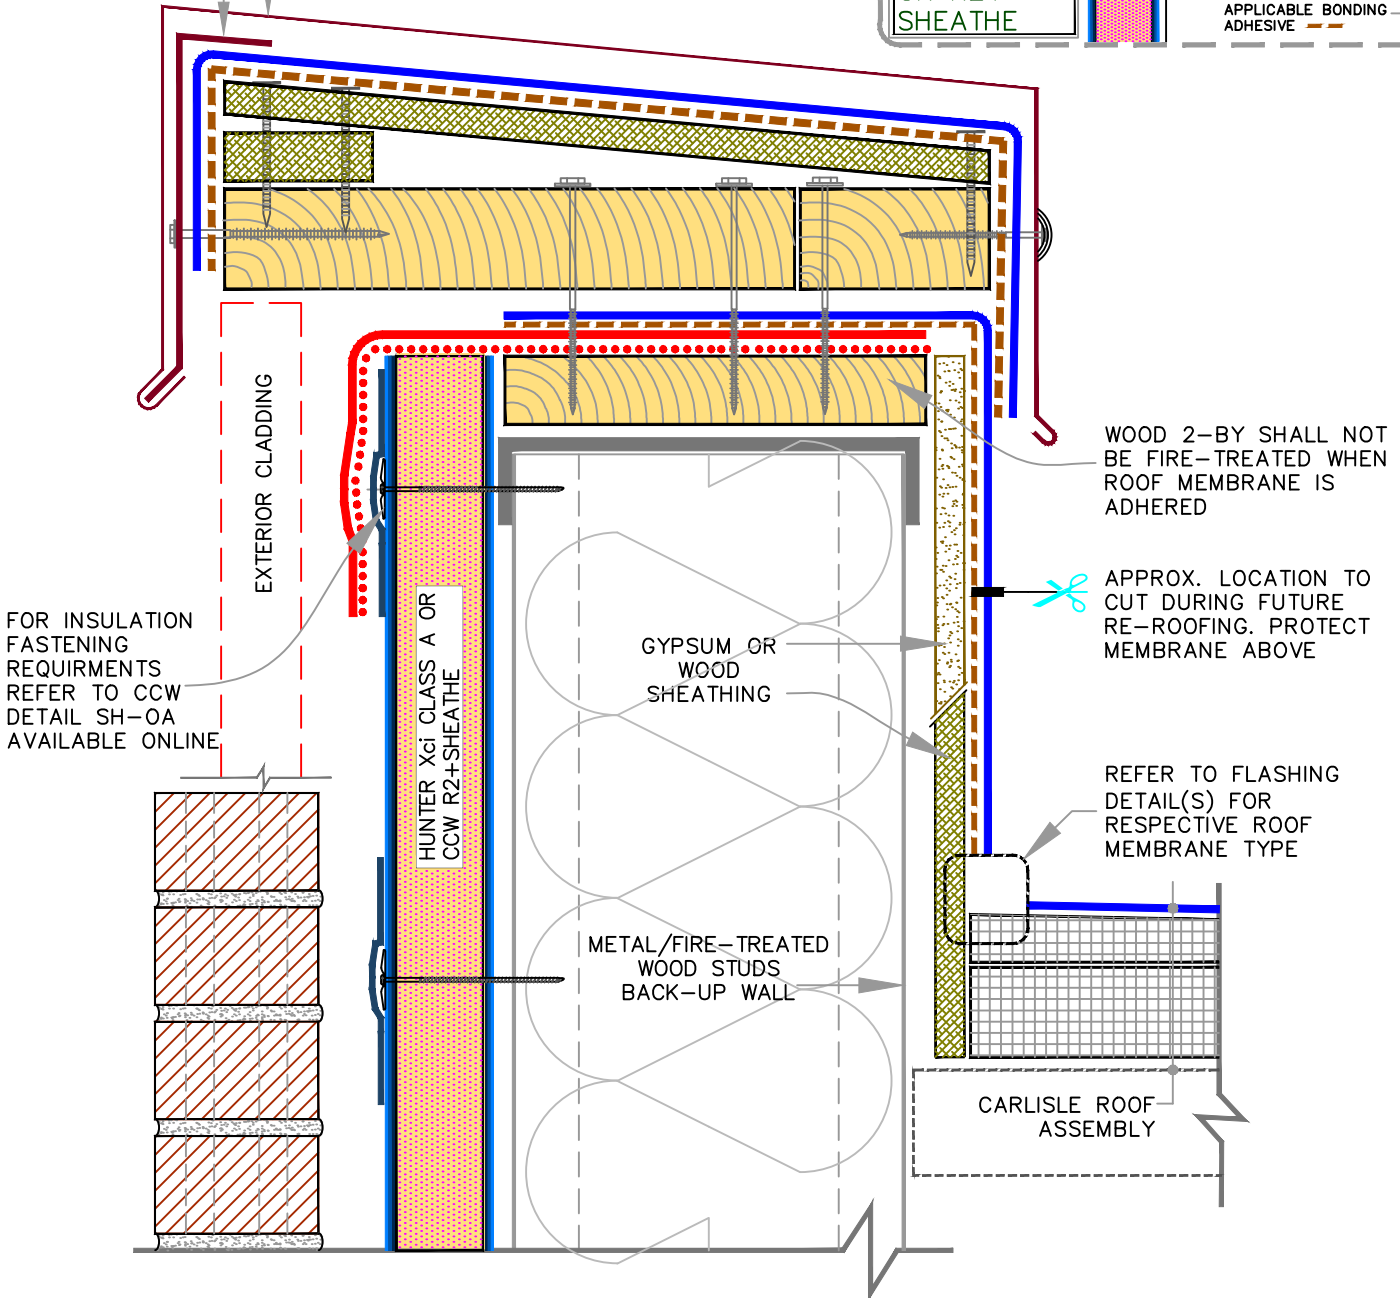 SHEATHE
APPLICABLE BONDING
ADHESIVE
EXTERIOR CLADDING
WOOD 2-BY SHALL NOT
BE FIRE-TREATED WHEN
ROOF MEMBRANE IS
ADHERED
APPROX. LOCATION TO
CUT DURING FUTURE
RE-ROOFING. PROTECT
MEMBRANE ABOVE
FOR INSULATION
FASTENING
REQUIRMENTS
REFER TO CCW
DETAIL SH-OA
AVAILABLE ONLINE
HUNTER Xci CLASS A OR
CCW R2+SHEATHE
GYPSUM OR
WOOD
SHEATHING
REFER TO FLASHING
DETAIL(S) FOR
RESPECTIVE ROOF
MEMBRANE TYPE
METAL/FIRE-TREATED
WOOD STUDS
BACK-UP WALL
CARLISLE ROOF
ASSEMBLY